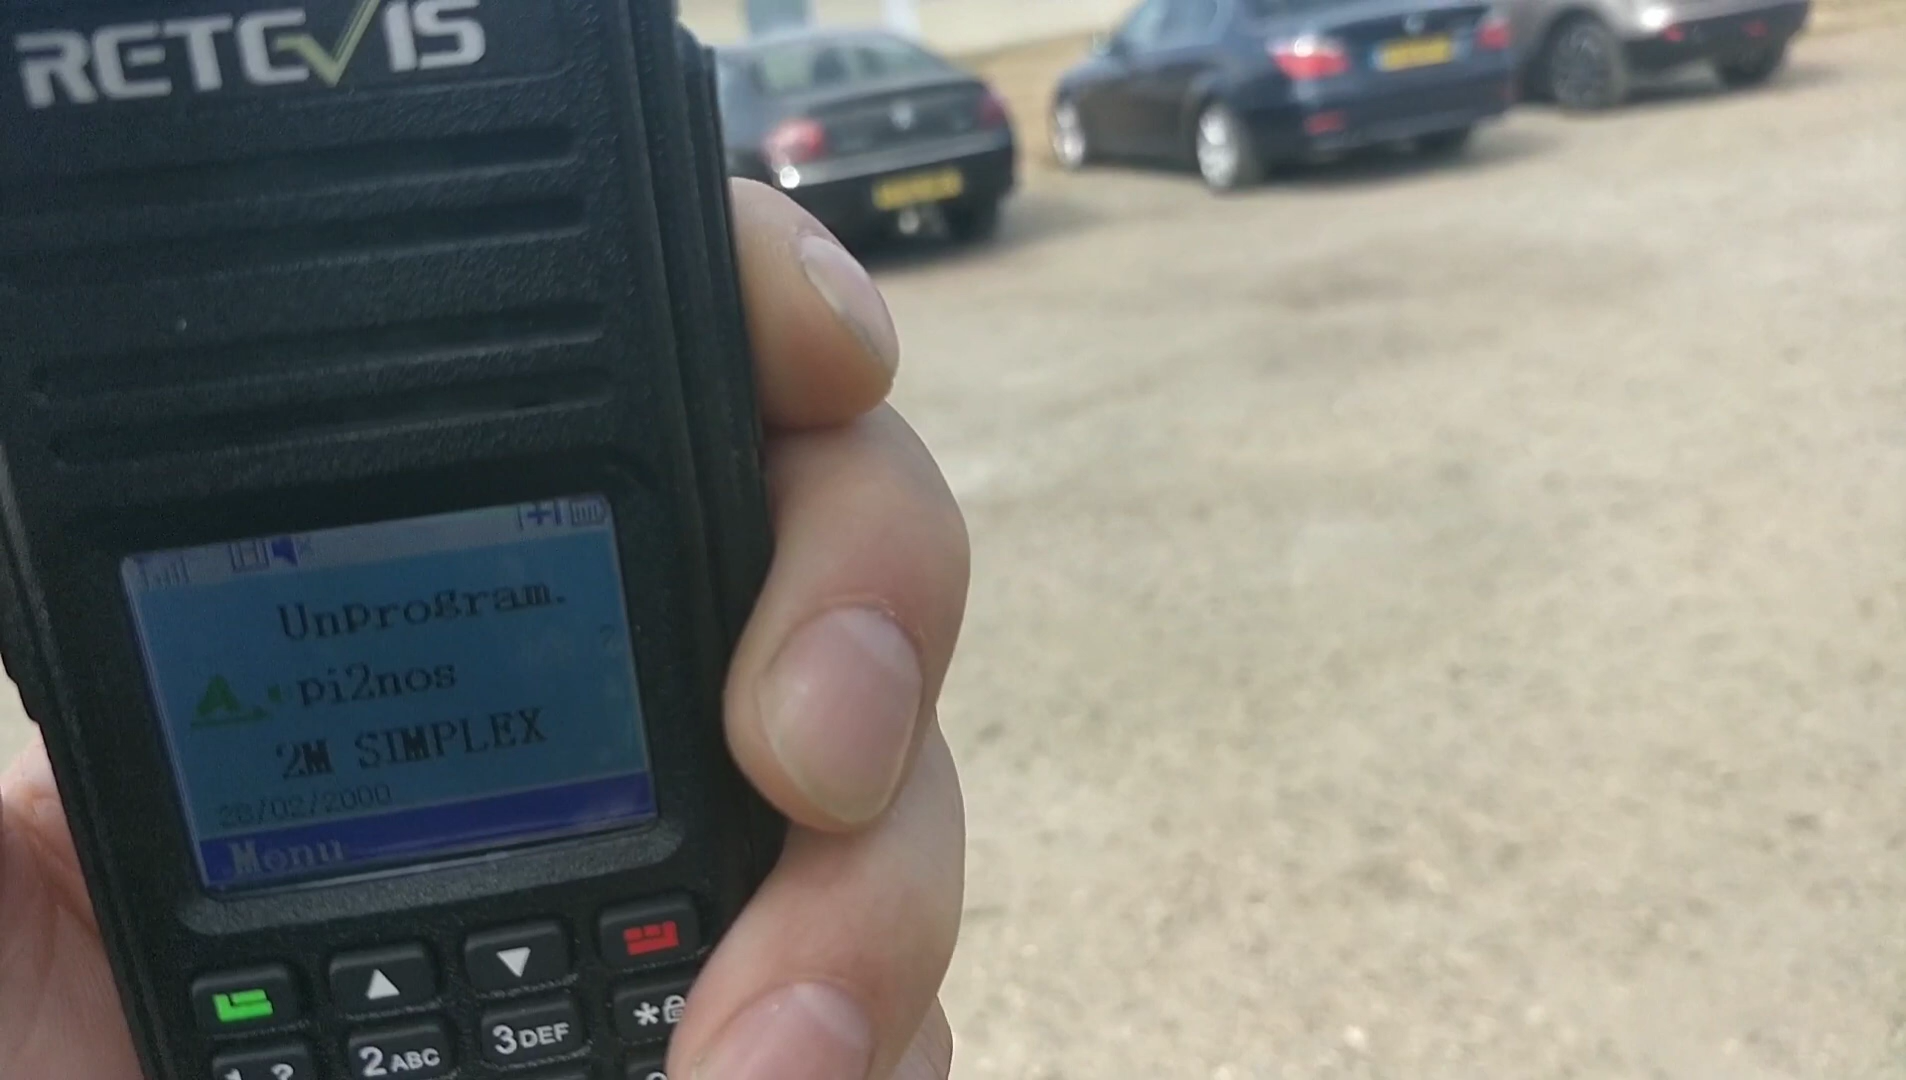 RETEVIS
UnProgram.
A. pi2nos
2M SIMPLEX
28/02/2000
Menu
2ABC
3DEF
*